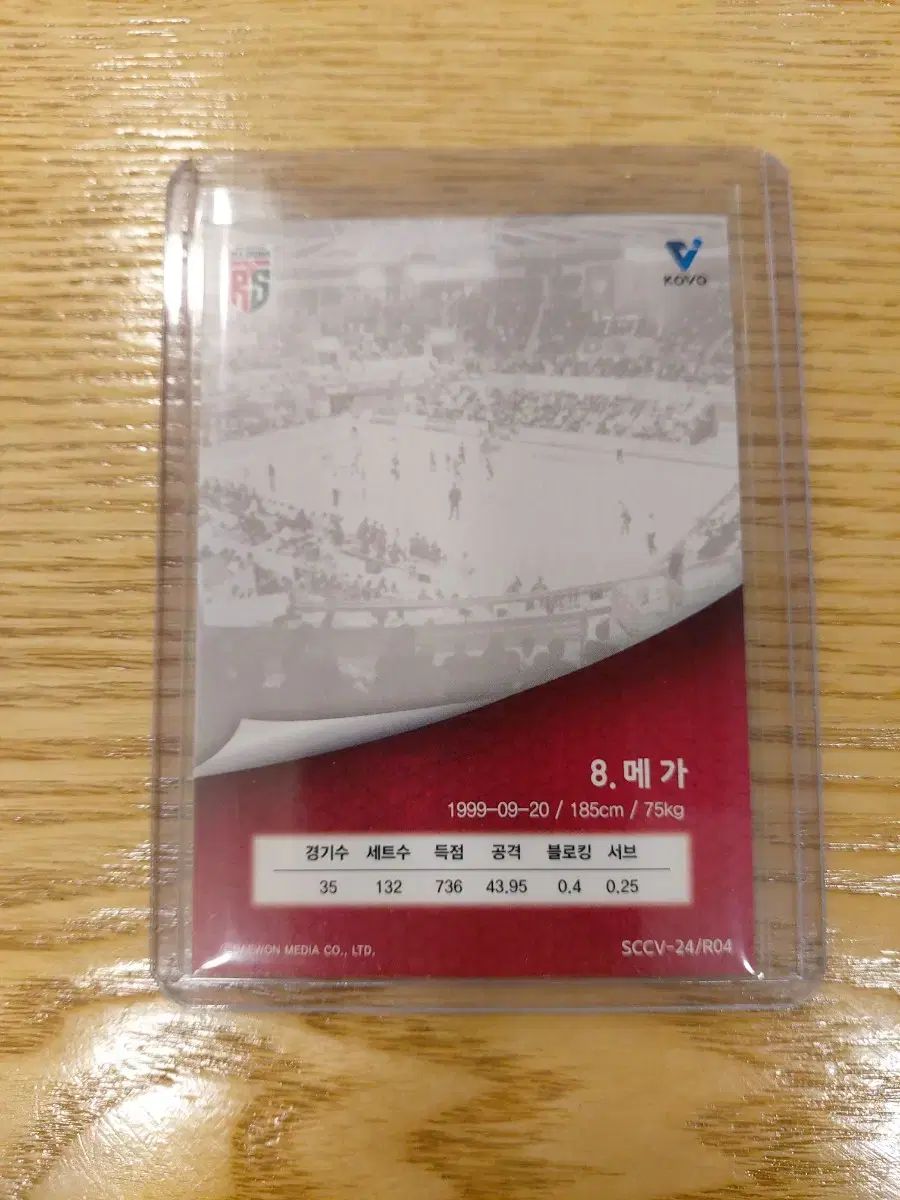 RS
KOVO
8. 메가
1999-09-20 / 185cm / 75kg
경기수 세트수 득점 공격 블로킹 서브
35 132 736 43.95 0.4 0.25
DAEWON MEDIA CO., LTD.
SCCV-24/R04